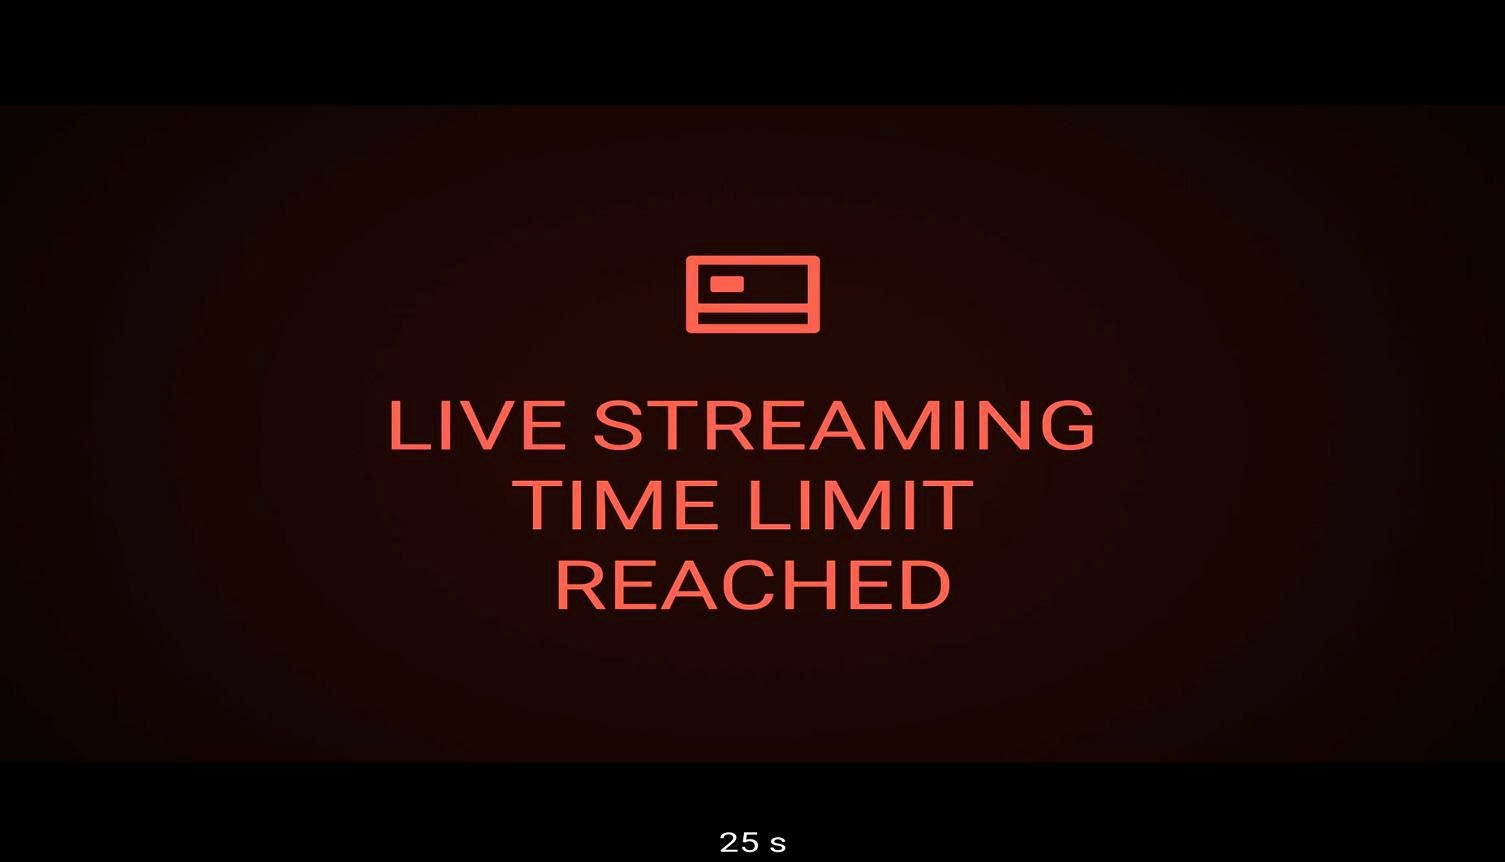 LIVE STREAMING
TIME LIMIT
REACHED
25 s